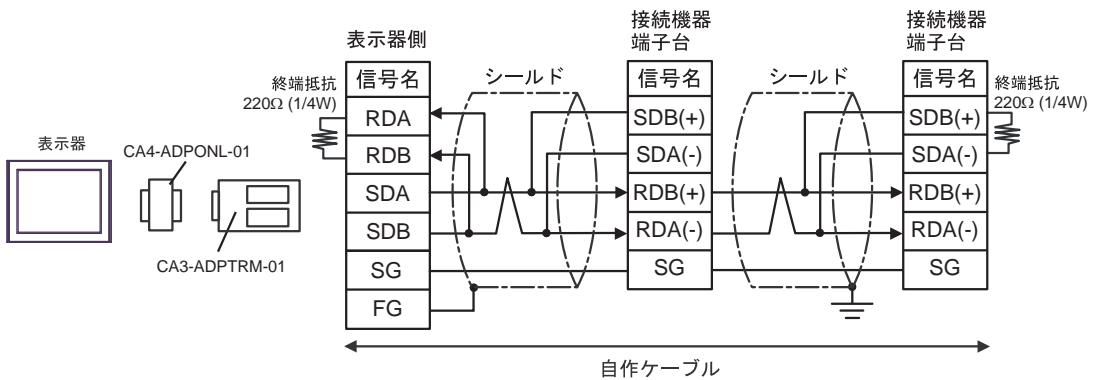 表示器
CA4-ADPONL-01
CA3-ADPTRM-01
終端抵抗
220Ω (1/4W)
表示器側
信号名
RDA
RDB
SDA
SDB
SG
FG
シールド
接続機器
端子台
信号名
SDB(+)
SDA(-)
RDB(+)
RDA(-)
SG
シールド
接続機器
端子台
信号名
SDB(+)
SDA(-)
RDB(+)
RDA(-)
SG
終端抵抗
220Ω (1/4W)
自作ケーブル